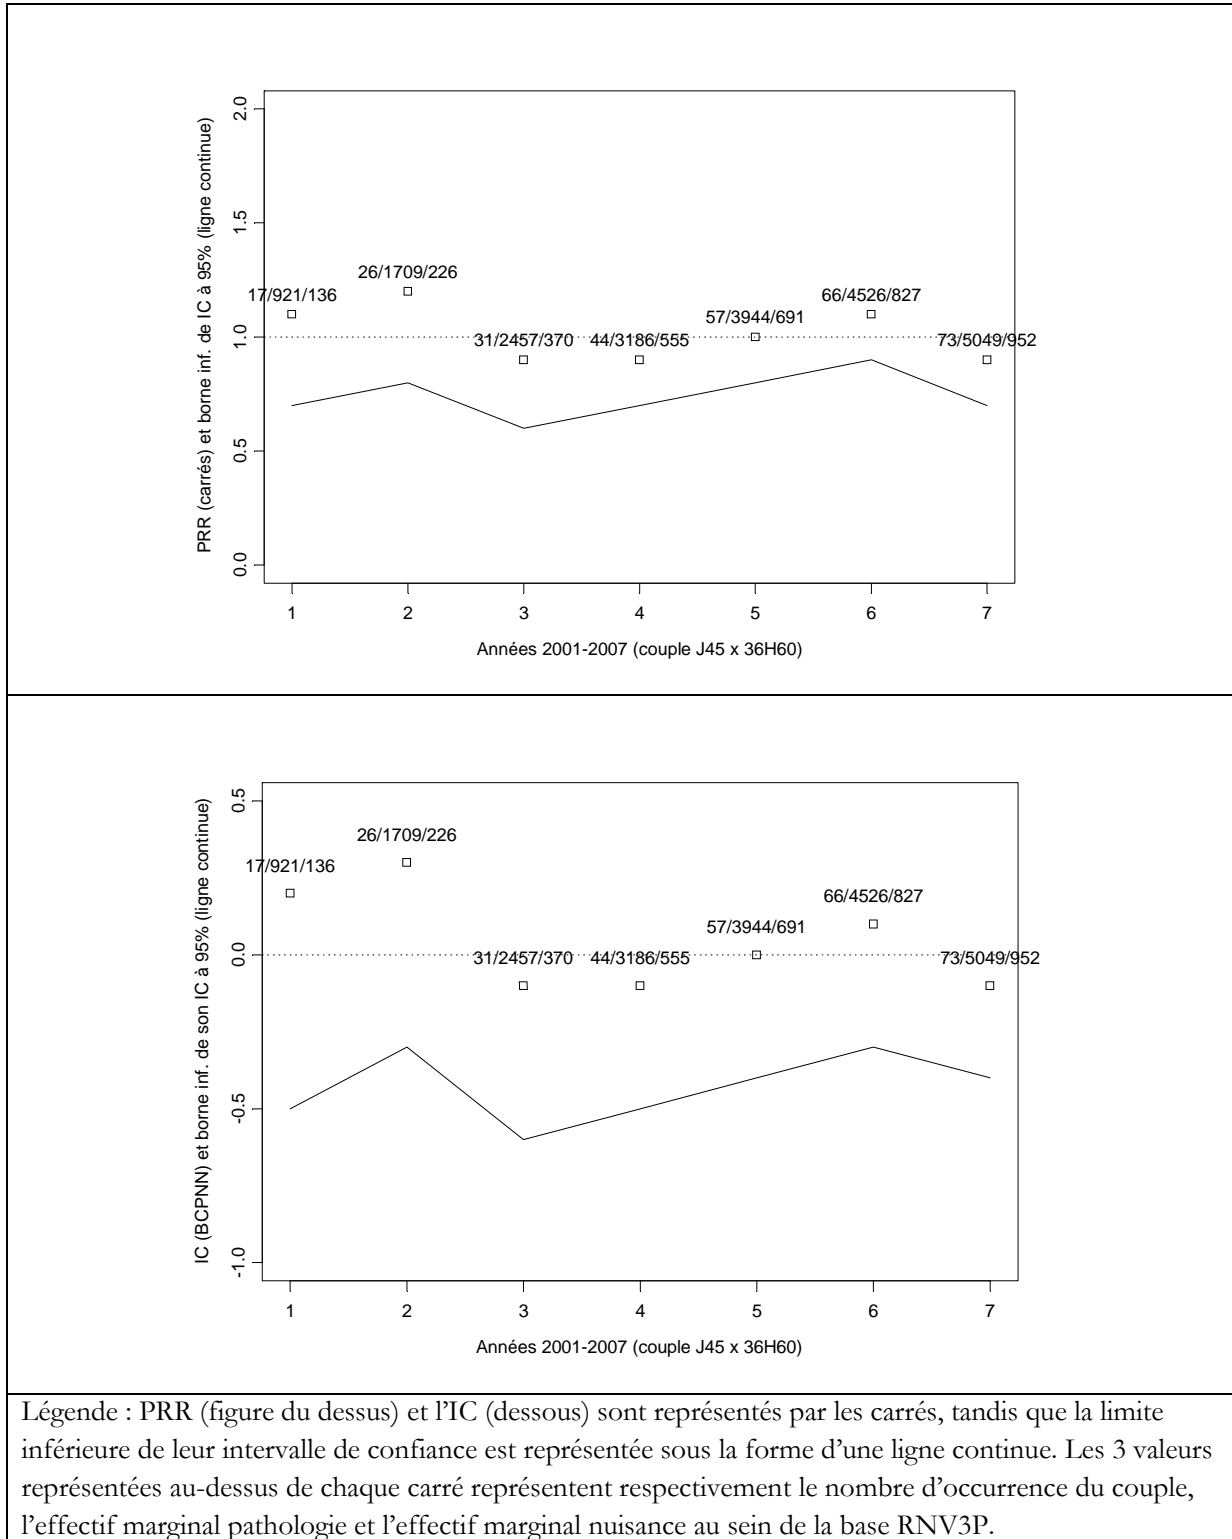 PRR (carrés) et borne inf. de IC à 95% (ligne continue)
2.0
1.5
1.0
0.5
0.0
17/921/136
26/1709/226
31/2457/370
44/3186/555
57/3944/691
66/4526/827
73/5049/952
1 2 3 4 5 6 7
Années 2001-2007 (couple J45 x 36H60)
IC (BCPNN) et borne inf. de son IC à 95% (ligne continue)
0.5
0.0
-0.5
-1.0
17/921/136
26/1709/226
31/2457/370
44/3186/555
57/3944/691
66/4526/827
73/5049/952
1 2 3 4 5 6 7
Années 2001-2007 (couple J45 x 36H60)
Légende : PRR (figure du dessus) et l'IC (dessous) sont représentés par les carrés, tandis que la limite
inférieure de leur intervalle de confiance est représentée sous la forme d'une ligne continue. Les 3 valeurs
représentées au-dessus de chaque carré représentent respectivement le nombre d'occurrence du couple,
l'effectif marginal pathologie et l'effectif marginal nuisance au sein de la base RNV3P.